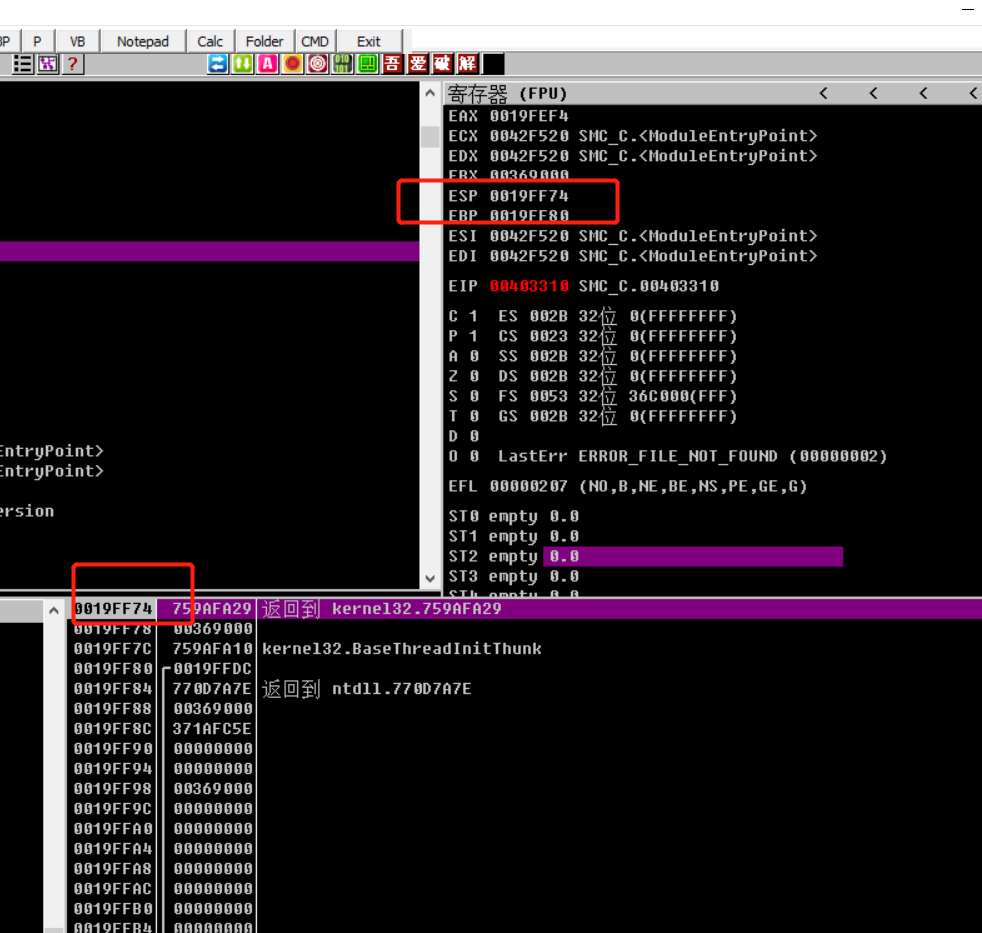 BP P VB Notepad Calc Folder CMD Exit
? A 010 101 吾 爱 破 解
寄存器 (FPU) < < < <
EAX 0019FEF4
ECX 0042F520 SMC_C.<ModuleEntryPoint>
EDX 0042F520 SMC_C.<ModuleEntryPoint>
EBX 00369000
ESP 0019FF74
EBP 0019FF80
ESI 0042F520 SMC_C.<ModuleEntryPoint>
EDI 0042F520 SMC_C.<ModuleEntryPoint>
EIP 00403310 SMC_C.00403310
C 1 ES 002B 32位 0(FFFFFFFF)
P 1 CS 0023 32位 0(FFFFFFFF)
A 0 SS 002B 32位 0(FFFFFFFF)
Z 0 DS 002B 32位 0(FFFFFFFF)
S 0 FS 0053 32位 36C000(FFF)
T 0 GS 002B 32位 0(FFFFFFFF)
D 0
O 0 LastErr ERROR_FILE_NOT_FOUND (00000002)
EFL 00000207 (NO,B,NE,BE,NS,PE,GE,G)
ST0 empty 0.0
ST1 empty 0.0
ST2 empty 0.0
ST3 empty 0.0
ST4 empty 0.0
EntryPoint>
EntryPoint>
ersion
0019FF74 759AFA29 返回到 kernel32.759AFA29
0019FF78 00369000
0019FF7C 759AFA10 kernel32.BaseThreadInitThunk
0019FF80 0019FFDC
0019FF84 770D7A7E 返回到 ntdll.770D7A7E
0019FF88 00369000
0019FF8C 371AFC5E
0019FF90 00000000
0019FF94 00000000
0019FF98 00369000
0019FF9C 00000000
0019FFA0 00000000
0019FFA4 00000000
0019FFA8 00000000
0019FFAC 00000000
0019FFB0 00000000
0019FFB4 00000000